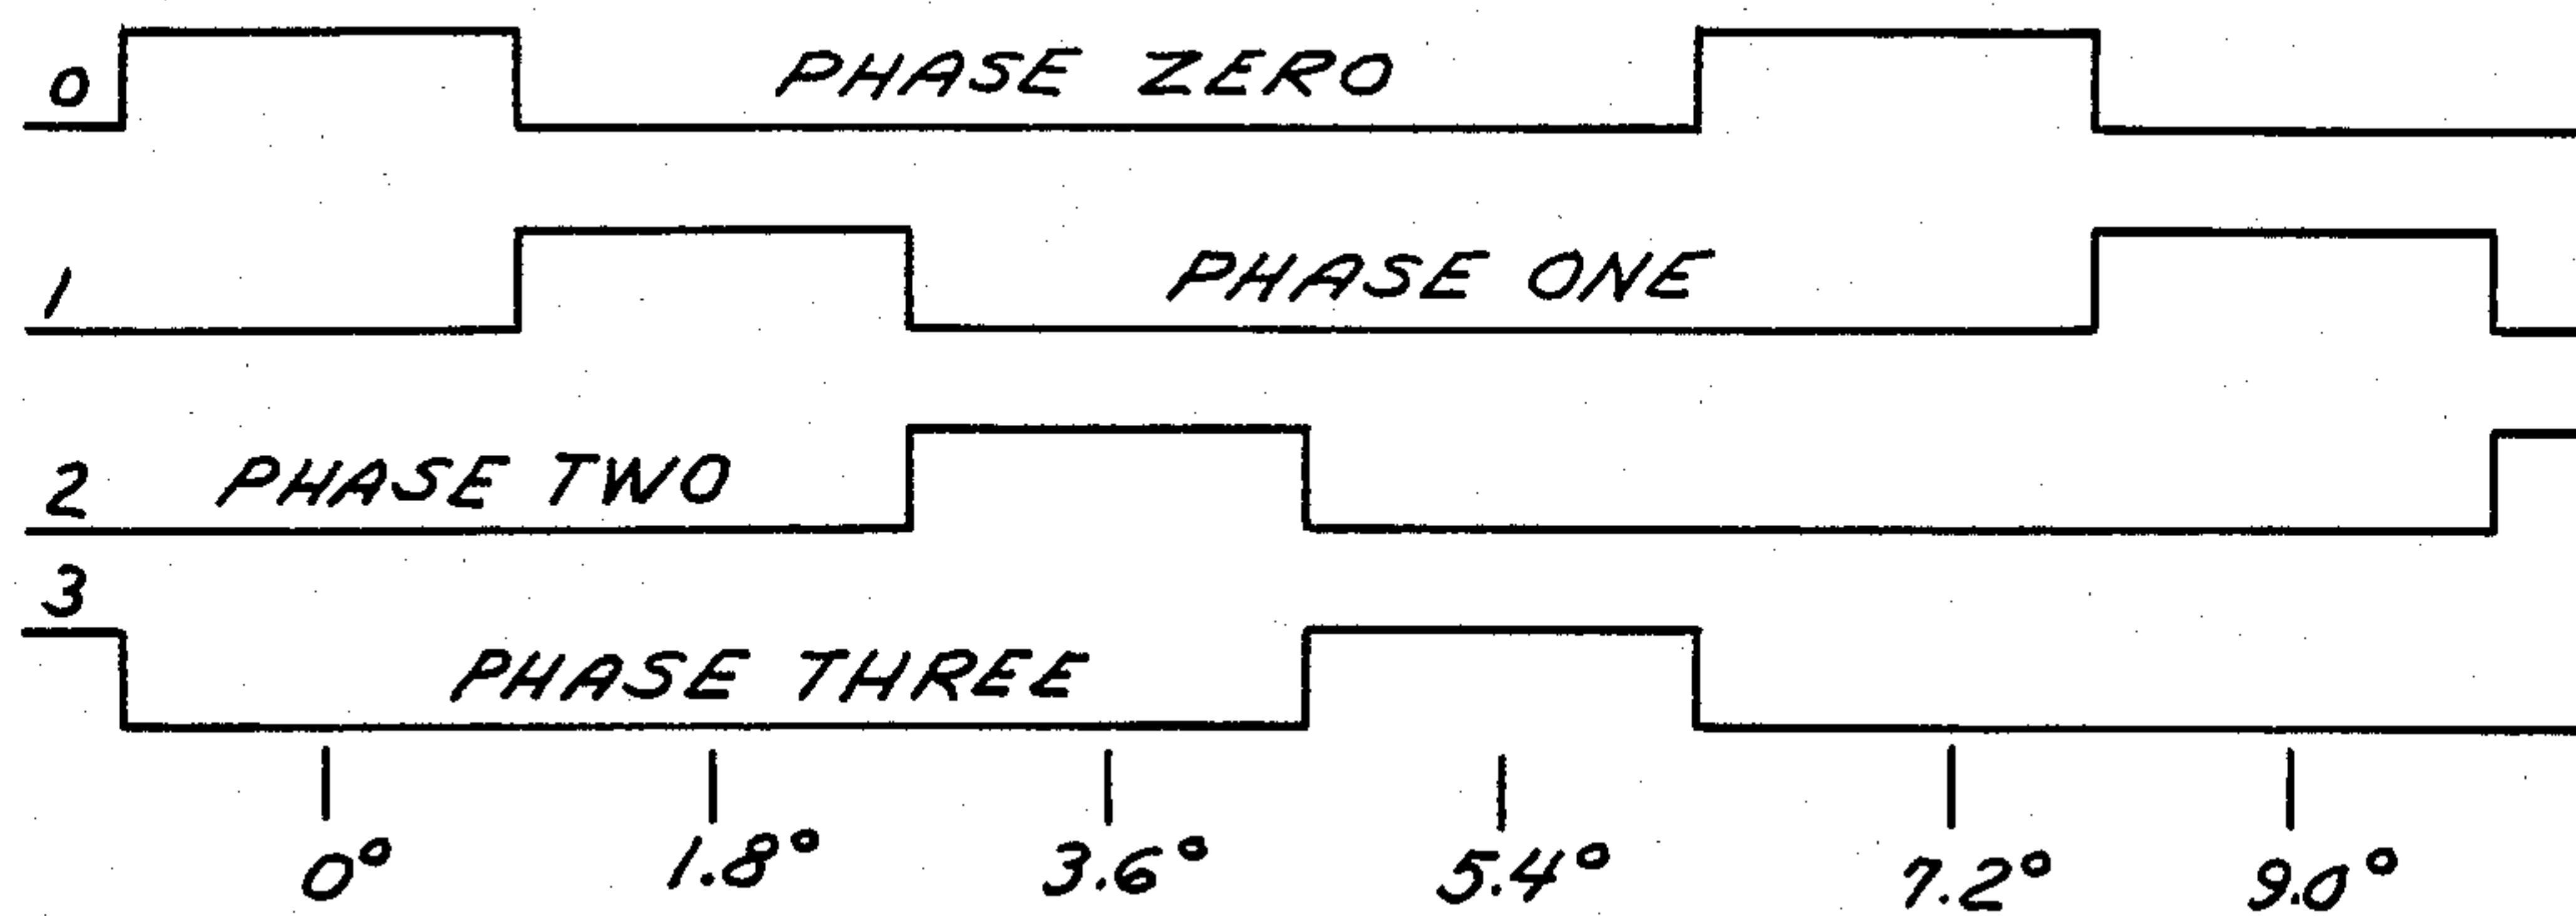 0 PHASE ZERO
1 PHASE ONE
2 PHASE TWO
3 PHASE THREE
0° 1.8° 3.6° 5.4° 7.2° 9.0°